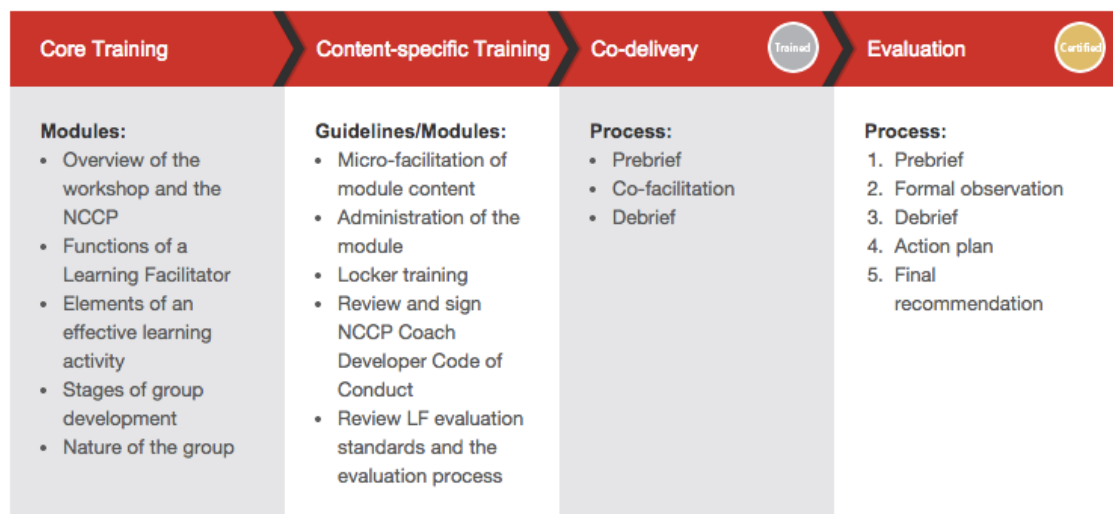 Core Training
Content-specific Training
Co-delivery
Trained
Evaluation
Certified
Modules:
• Overview of the
workshop and the
NCCP
• Functions of a
Learning Facilitator
• Elements of an
effective learning
activity
• Stages of group
development
• Nature of the group
Guidelines/Modules:
• Micro-facilitation of
module content
• Administration of the
module
• Locker training
• Review and sign
NCCP Coach
Developer Code of
Conduct
• Review LF evaluation
standards and the
evaluation process
Process:
• Prebrief
• Co-facilitation
• Debrief
Process:
1. Prebrief
2. Formal observation
3. Debrief
4. Action plan
5. Final
recommendation